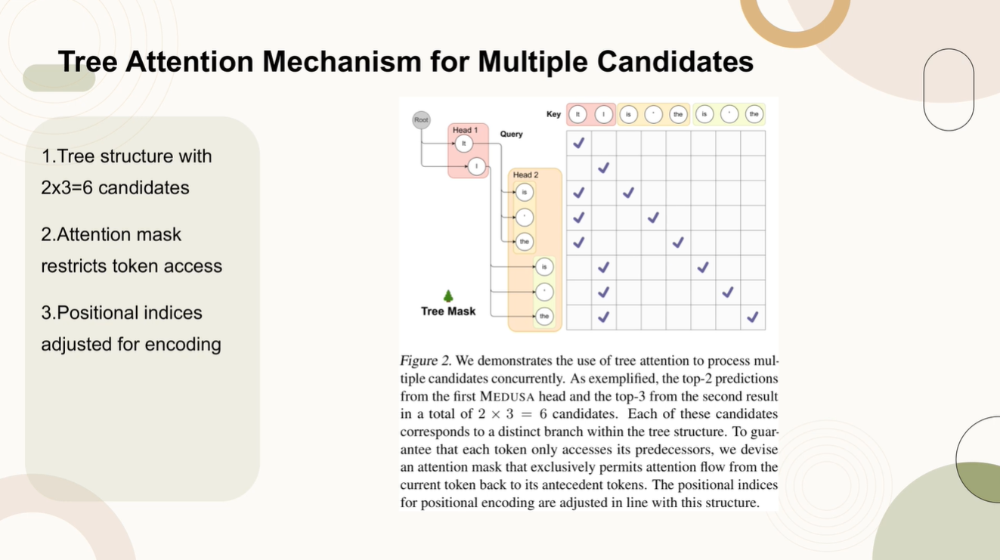 Tree Attention Mechanism for Multiple Candidates
1.Tree structure with
2x3=6 candidates
2.Attention mask
restricts token access
3.Positional indices
adjusted for encoding
Key It I is ' the is ' the
Root
Head 1
Query
It
I
Head 2
is
'
the
is
'
the
Tree Mask
Figure 2. We demonstrates the use of tree attention to process mul-
tiple candidates concurrently. As exemplified, the top-2 predictions
from the first MEDUSA head and the top-3 from the second result
in a total of 2 × 3 = 6 candidates. Each of these candidates
corresponds to a distinct branch within the tree structure. To guar-
antee that each token only accesses its predecessors, we devise
an attention mask that exclusively permits attention flow from the
current token back to its antecedent tokens. The positional indices
for positional encoding are adjusted in line with this structure.